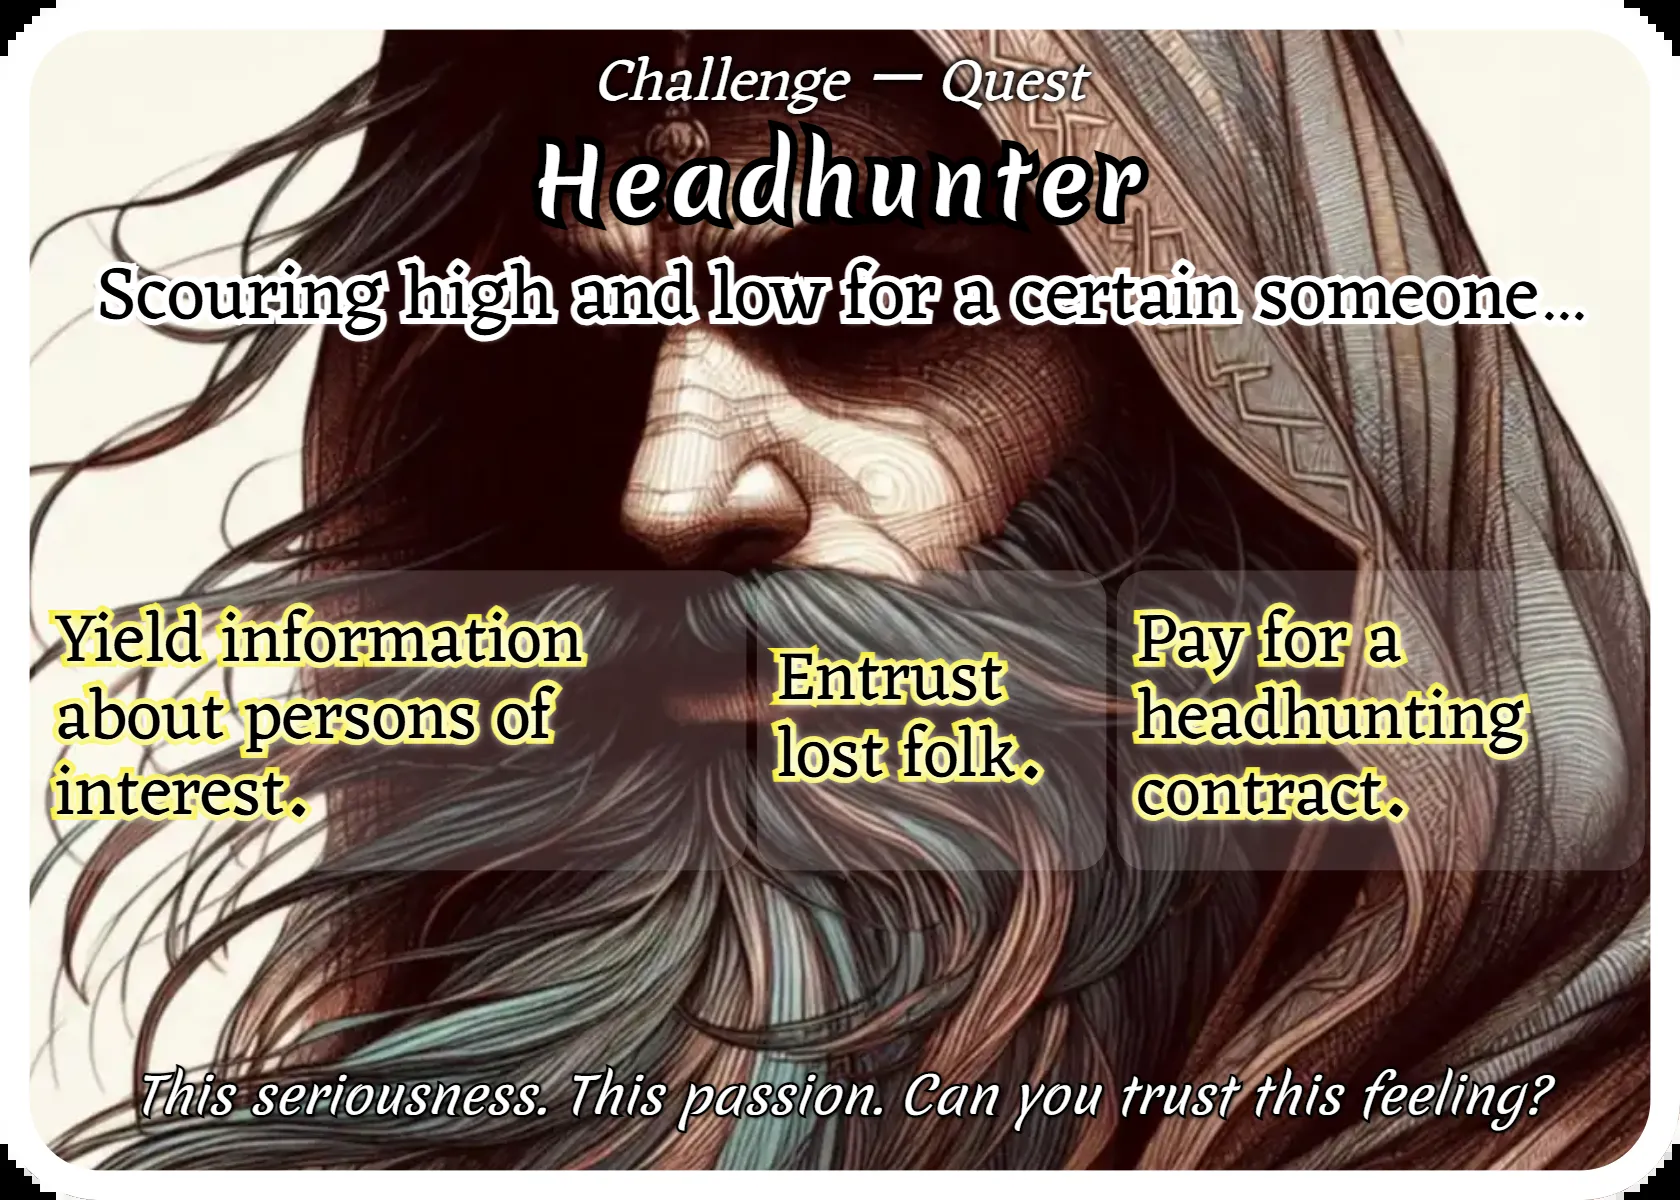 Challenge — Quest
Headhunter
Scouring high and low for a certain someone...
Yield information
about persons of
interest.
Entrust
lost folk.
Pay for a
headhunting
contract.
This seriousness. This passion. Can you trust this feeling?